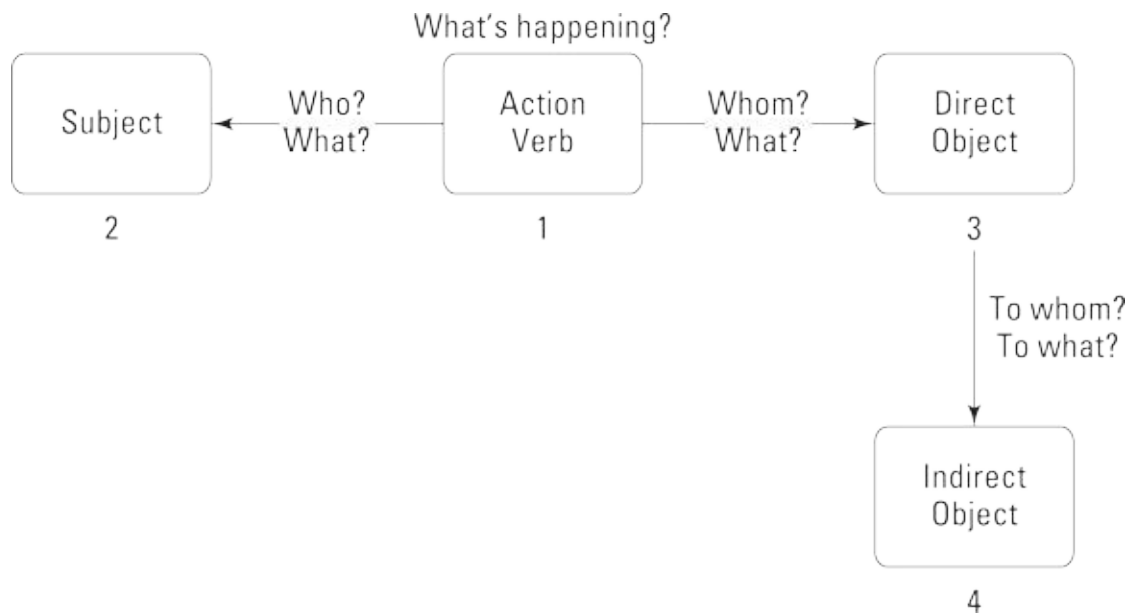 What's happening?
Subject
Who?
What?
Action
Verb
Whom?
What?
Direct
Object
2
1
3
To whom?
To what?
Indirect
Object
4